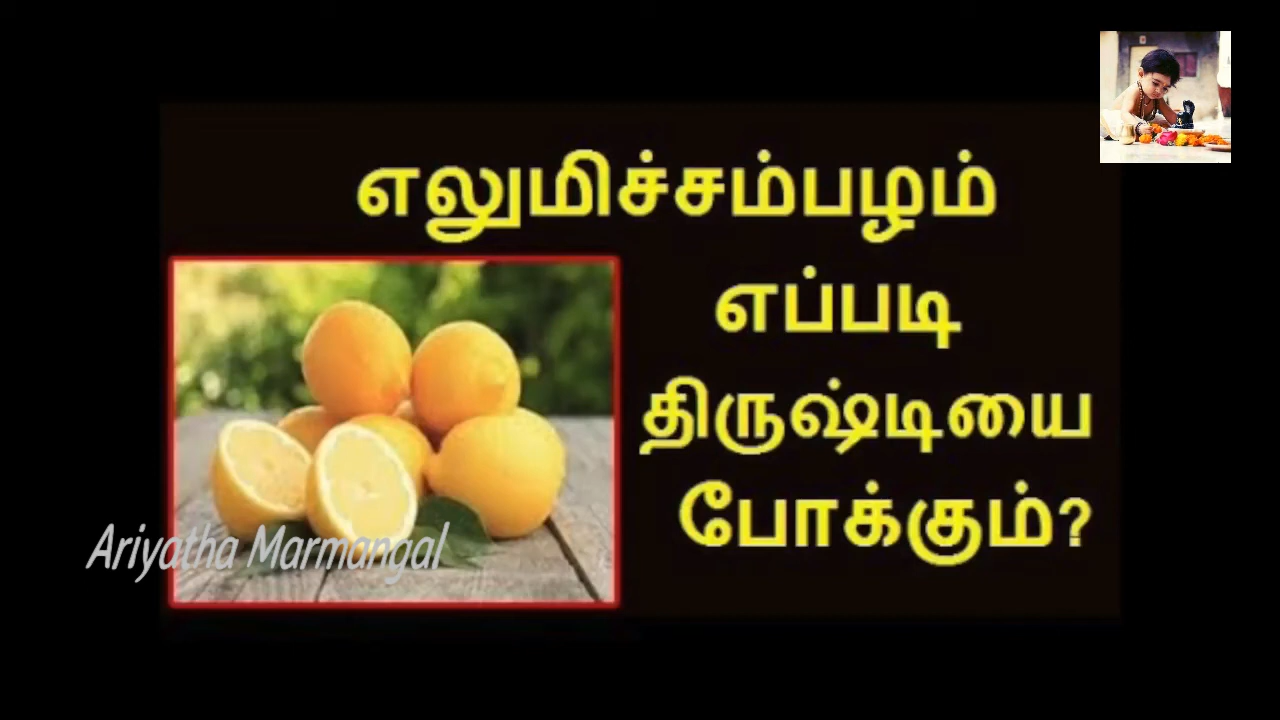 எலுமிச்சம்பழம்
எப்படி
திருஷ்டியை
போக்கும்?
Ariyatha Marmangal